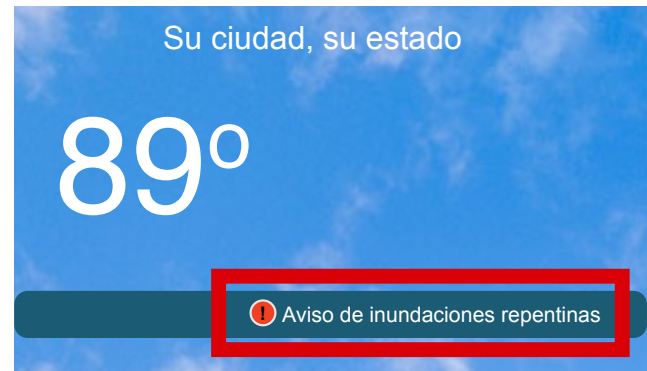 Su ciudad, su estado
89º
! Aviso de inundaciones repentinas